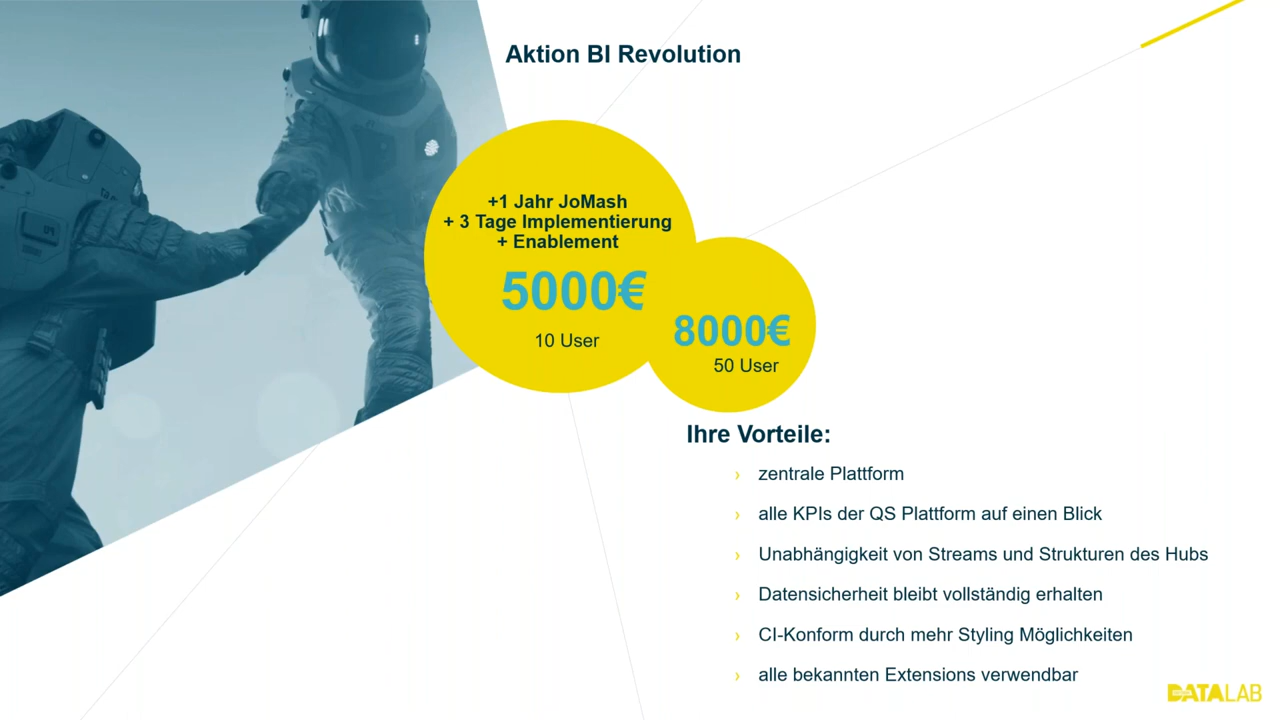 Aktion BI Revolution
+1 Jahr JoMash
+ 3 Tage Implementierung
+ Enablement
5000€
10 User
8000€
50 User
Ihre Vorteile:
› zentrale Plattform
› alle KPIs der QS Plattform auf einen Blick
› Unabhängigkeit von Streams und Strukturen des Hubs
› Datensicherheit bleibt vollständig erhalten
› CI-Konform durch mehr Styling Möglichkeiten
› alle bekannten Extensions verwendbar
DATALAB